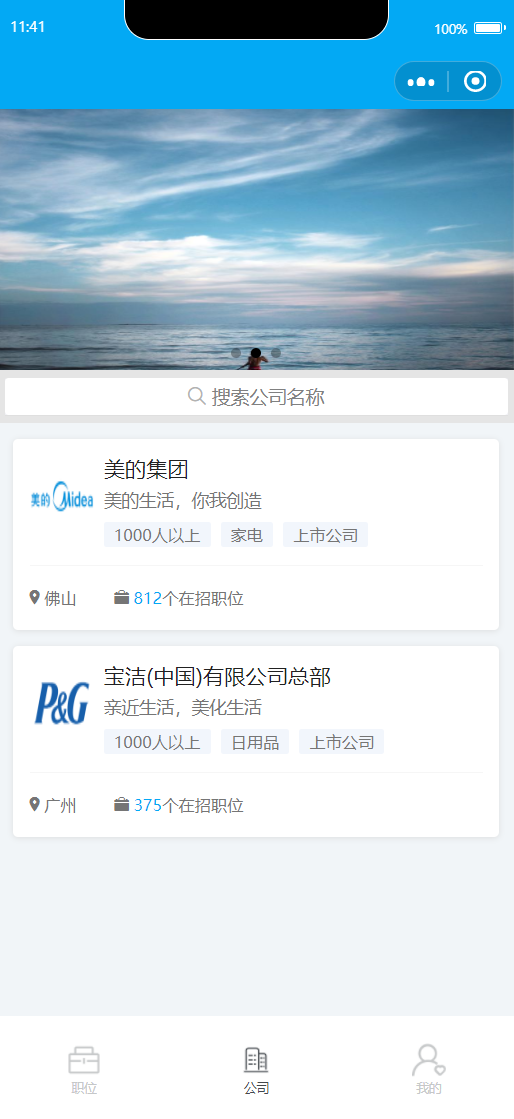 11:41
100%
搜索公司名称
美的集团
美的 Midea
美的生活，你我创造
1000人以上 家电 上市公司
佛山 812个在招职位
宝洁(中国)有限公司总部
P&G
亲近生活，美化生活
1000人以上 日用品 上市公司
广州 375个在招职位
职位 公司 我的